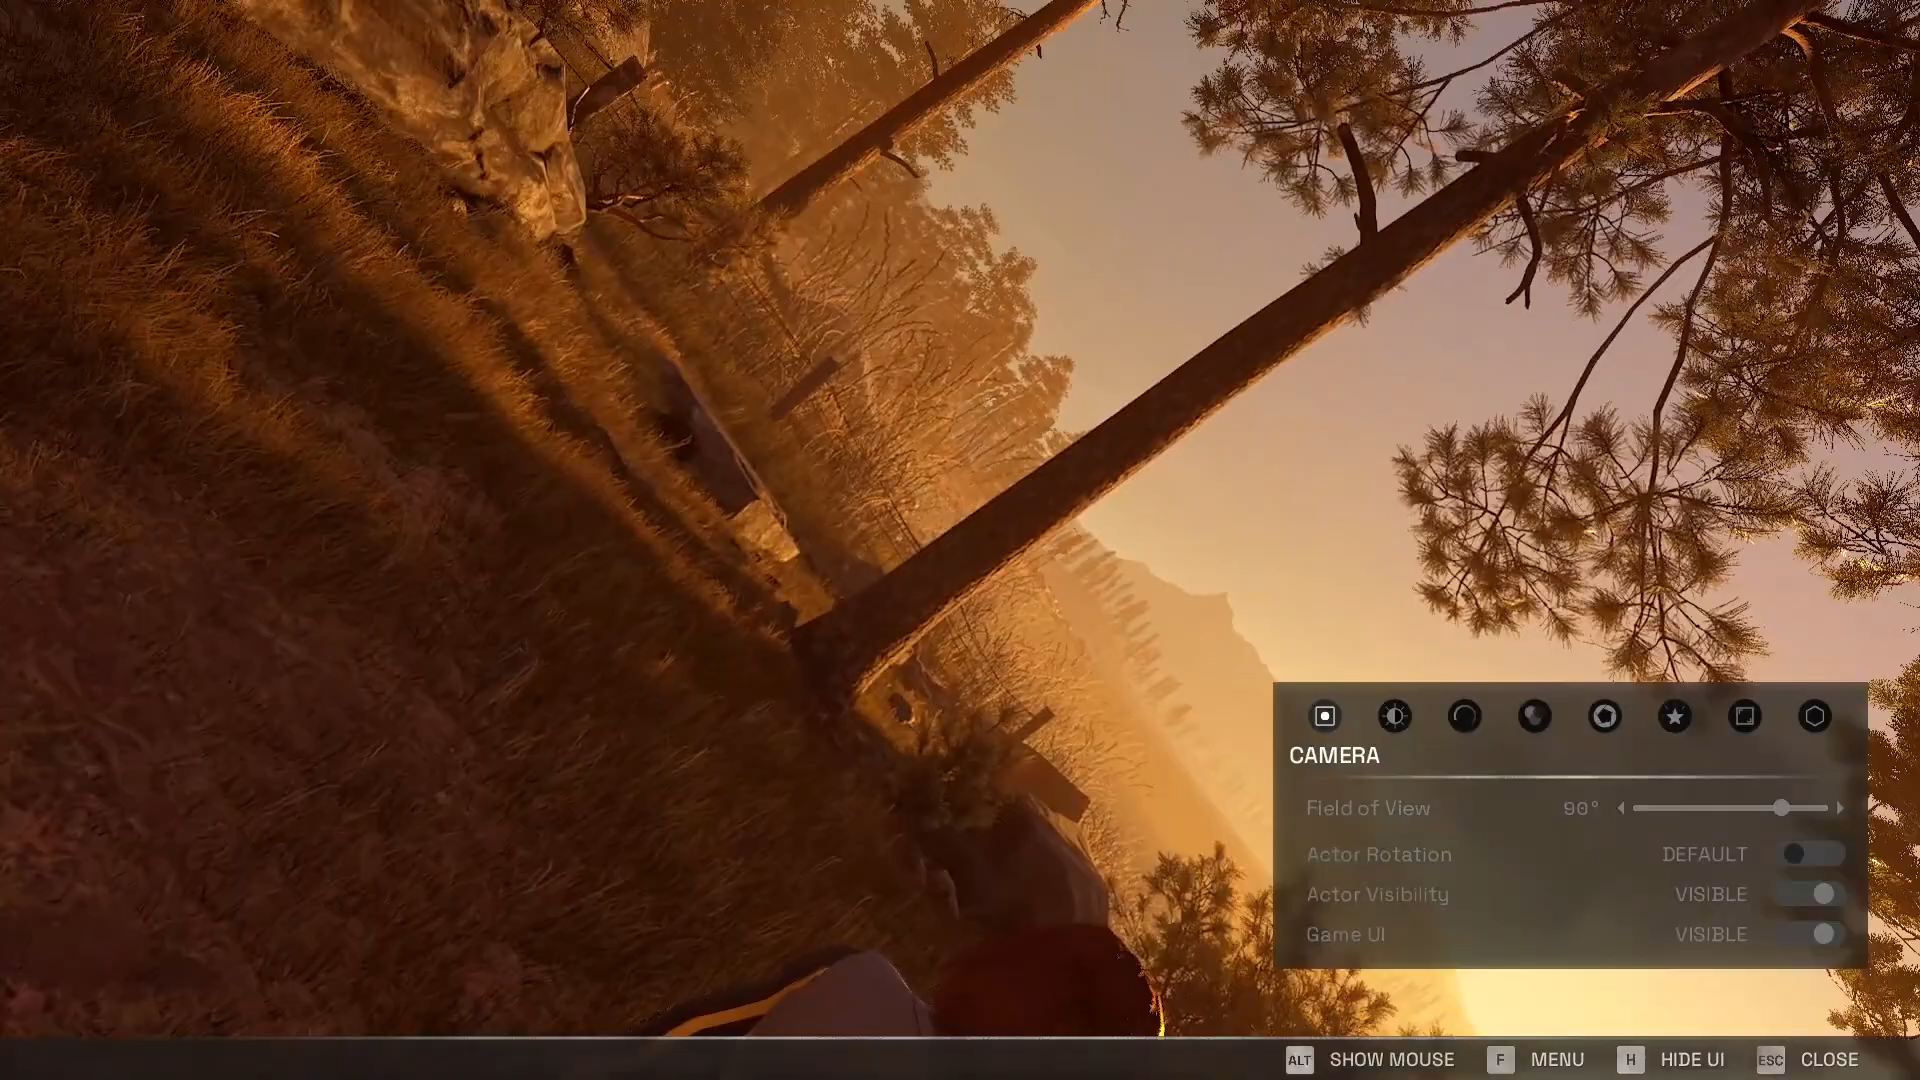 CAMERA
Field of View 90°
Actor Rotation DEFAULT
Actor Visibility VISIBLE
Game UI VISIBLE
ALT SHOW MOUSE F MENU H HIDE UI ESC CLOSE